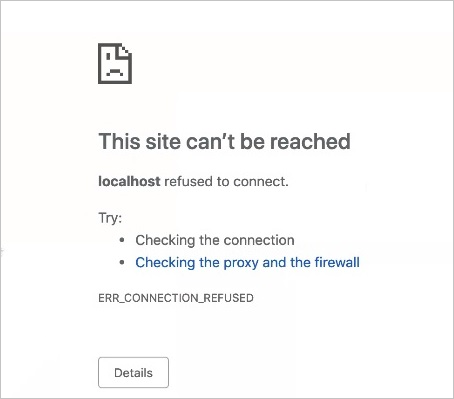 This site can’t be reached
localhost refused to connect.
Try:
• Checking the connection
• Checking the proxy and the firewall
ERR_CONNECTION_REFUSED
Details